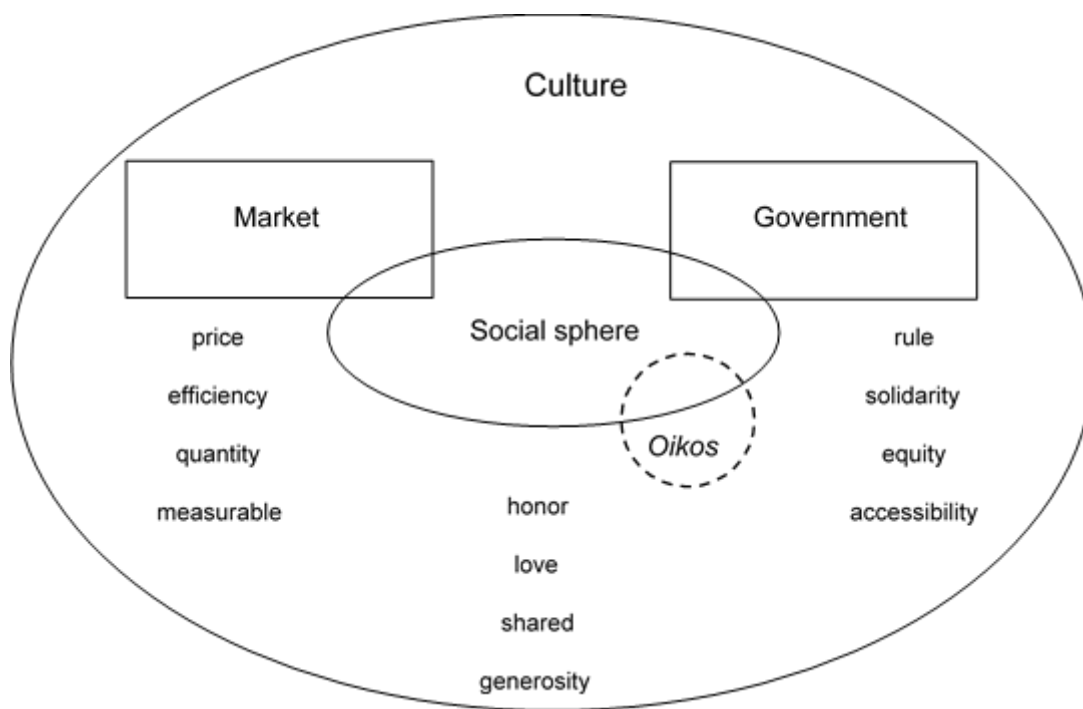 Culture
Market
Government
Social sphere
Oikos
price
efficiency
quantity
measurable
honor
love
shared
generosity
rule
solidarity
equity
accessibility